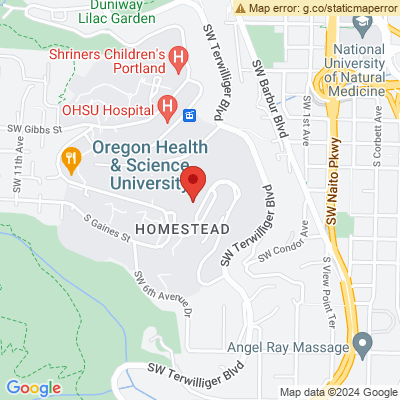 Duniway
Lilac Garden
Map error: g.co/staticmaperror
Shriners Children's
Portland
SW Terwilliger Blvd
SW Barbur Blvd
National
University
of Natural
Medicine
OHSU Hospital
SW 1st Ave
SW Naito Pkwy
S Corbett Ave
SW Gibbs St
SW 11th Ave
Oregon Health
& Science
University
S Gaines St
HOMESTEAD
SW Terwilliger Blvd
SW Condor Ave
S View Point Ter
SW 6th Avenue Dr
Angel Ray Massage
SW Terwilliger Blvd
Google
Map data ©2024 Google